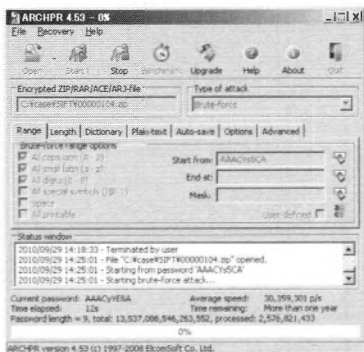 ARCHPR 4.53 - 0%
File Recovery Help
Open Start! Stop Benchmark Upgrade Help About Quit
Encrypted ZIP/RAR/ACE/ARJ-file
Type of attack
C:¥case¥SIFT¥00000104.zip
Brute-force
Range Length Dictionary Plain-text Auto-save Options Advanced
Brute-force range options
All caps latin (A - Z)
All small latin (a - z)
All digits (0 - 9)
All special symbols
Space
All printable
Start from: AAACys5CA
End at:
Mask:
User defined
Status window
2010/09/29 14:18:33 - Terminated by user
2010/09/29 14:25:01 - File "C:¥case¥SIFT¥00000104.zip" opened.
2010/09/29 14:25:01 - Starting from password 'AAACYs5CA'
2010/09/29 14:25:01 - Starting brute-force attack...
Current password: AAACyYESA
Average speed: 30,359,301 p/s
Time elapsed: 12s
Time remaining: More than one year
Password length = 9, total: 13,537,086,546,263,552, processed: 2,576,821,433
0%
ARCHPR version 4.53 (c) 1997-2008 ElcomSoft Co. Ltd.